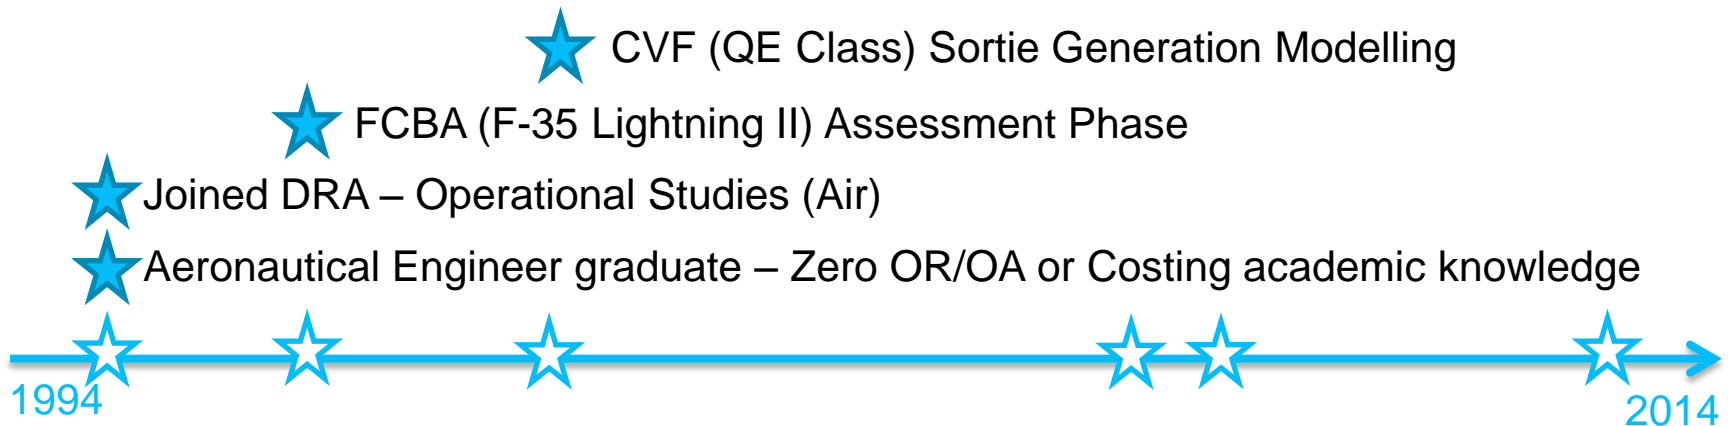 CVF (QE Class) Sortie Generation Modelling
FCBA (F-35 Lightning II) Assessment Phase
Joined DRA – Operational Studies (Air)
Aeronautical Engineer graduate – Zero OR/OA or Costing academic knowledge
1994
2014